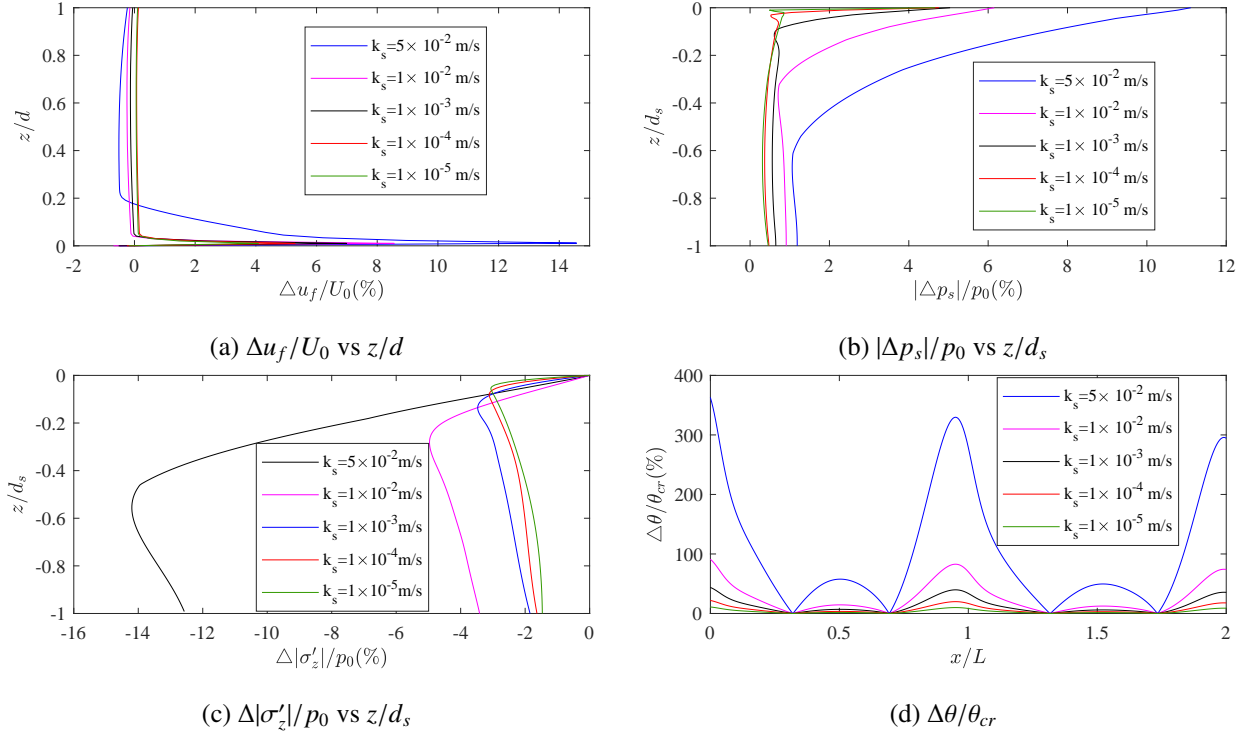 1
0.8
0.6
0.4
0.2
0
z/d
-2 0 2 4 6 8 10 12 14
△u_f/U_0(%)
k_s=5× 10^-2 m/s
k_s=1× 10^-2 m/s
k_s=1× 10^-3 m/s
k_s=1× 10^-4 m/s
k_s=1× 10^-5 m/s
(a) Δu_f/U_0 vs z/d
0
-0.2
-0.4
-0.6
-0.8
-1
z/d_s
0 2 4 6 8 10 12
|△p_s|/p_0(%)
k_s=5× 10^-2 m/s
k_s=1× 10^-2 m/s
k_s=1× 10^-3 m/s
k_s=1× 10^-4 m/s
k_s=1× 10^-5 m/s
(b) |Δp_s|/p_0 vs z/d_s
0
-0.2
-0.4
-0.6
-0.8
-1
z/d_s
-16 -14 -12 -10 -8 -6 -4 -2 0
△|σ′_z|/p_0(%)
k_s=5×10^-2m/s
k_s=1×10^-2m/s
k_s=1×10^-3m/s
k_s=1×10^-4m/s
k_s=1×10^-5m/s
(c) Δ|σ′_z|/p_0 vs z/d_s
400
300
200
100
0
△θ/θ_cr(%)
0 0.5 1 1.5 2
x/L
k_s=5× 10^-2 m/s
k_s=1× 10^-2 m/s
k_s=1× 10^-3 m/s
k_s=1× 10^-4 m/s
k_s=1× 10^-5 m/s
(d) Δθ/θ_cr